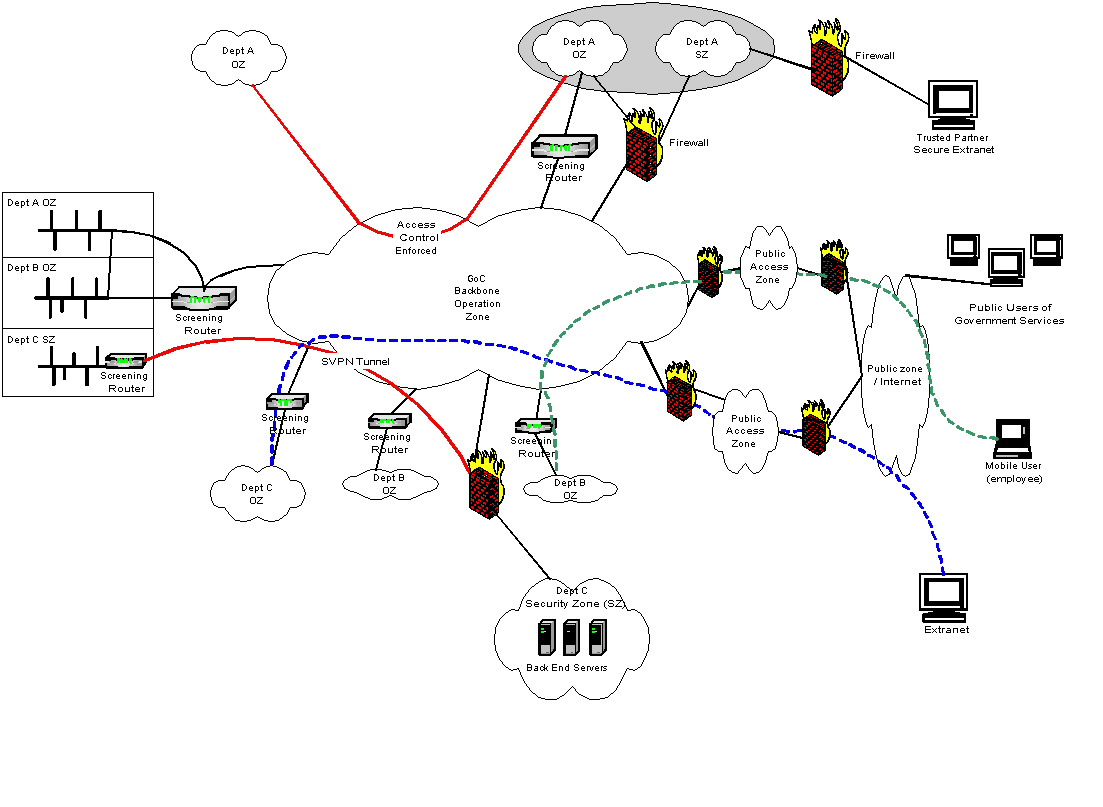 Dept A
OZ
Dept A
OZ
Dept A
SZ
Firewall
Trusted Partner
Secure Extranet
Firewall
Screening
Router
Dept A OZ
Dept B OZ
Dept C SZ
Screening
Router
Screening
Router
Access
Control
Enforced
GoC
Backbone
Operation
Zone
Public
Access
Zone
Public Users of
Government Services
SVPN Tunnel
Public zone
/ Internet
Screening
Router
Screening
Router
Screening
Router
Public
Access
Zone
Mobile User
(employee)
Dept C
OZ
Dept B
OZ
Dept B
OZ
Dept C
Security Zone (SZ)
Back End Servers
Extranet